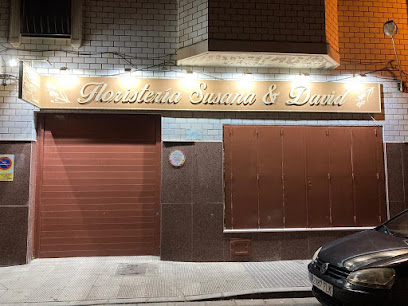 Floristeria Susana & David